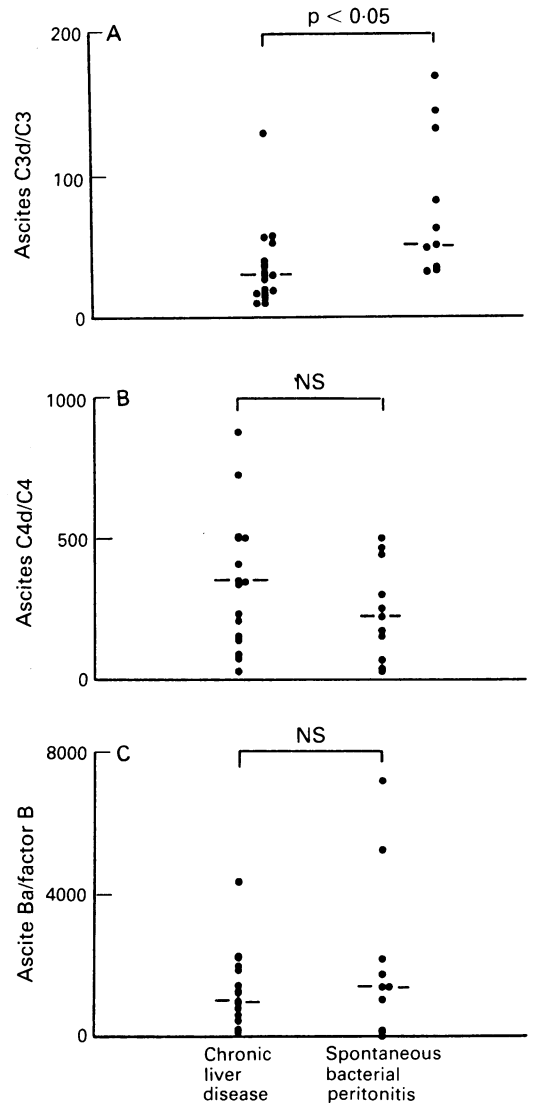 p < 0·05
200
A
Ascites C3d/C3
100
0
NS
1000
B
Ascites C4d/C4
500
0
NS
8000
C
Ascite Ba/factor B
4000
0
Chronic
liver
disease
Spontaneous
bacterial
peritonitis